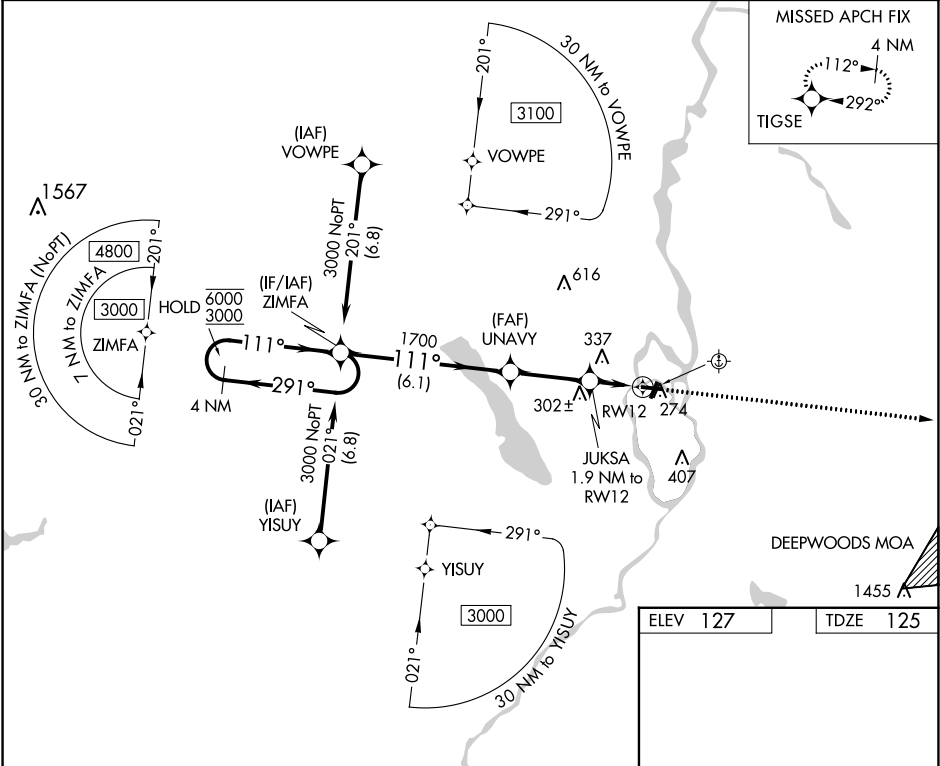 MISSED APCH FIX
4 NM
112°
292°
TIGSE
30 NM to VOWPE
201°
3100
VOWPE
291°
(IAF)
VOWPE
3000 NoPT
201°
(6.8)
1567
30 NM to ZIMFA (NoPT)
4800
201°
7 NM to ZIMFA
3000
ZIMFA
021°
HOLD
6000
3000
(IF/IAF)
ZIMFA
111°
291°
4 NM
1700
111°
(6.1)
(FAF)
UNAVY
616
337
302±
RW12
274
JUKSA
1.9 NM to
RW12
407
3000 NoPT
021°
(6.8)
(IAF)
YISUY
291°
YISUY
3000
021°
30 NM to YISUY
DEEPWOODS MOA
1455
ELEV 127
TDZE 125